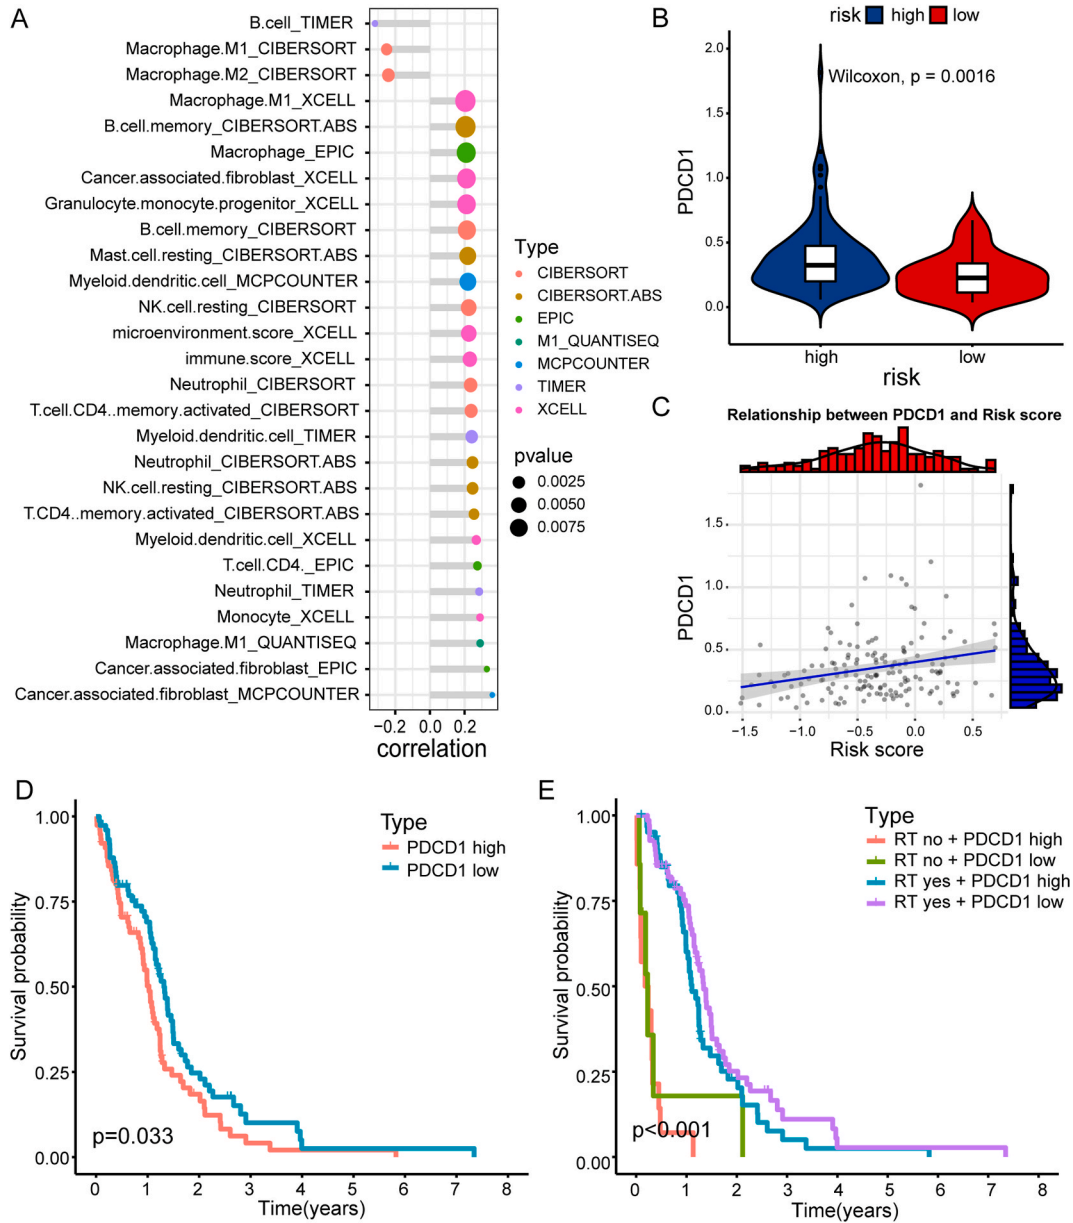 A
B.cell_TIMER
Macrophage.M1_CIBERSORT
Macrophage.M2_CIBERSORT
Macrophage.M1_XCELL
B.cell.memory_CIBERSORT.ABS
Macrophage_EPIC
Cancer.associated.fibroblast_XCELL
Granulocyte.monocyte.progenitor_XCELL
B.cell.memory_CIBERSORT
Mast.cell.resting_CIBERSORT.ABS
Myeloid.dendritic.cell_MCPCOUNTER
NK.cell.resting_CIBERSORT
microenvironment.score_XCELL
immune.score_XCELL
Neutrophil_CIBERSORT
T.cell.CD4..memory.activated_CIBERSORT
Myeloid.dendritic.cell_TIMER
Neutrophil_CIBERSORT.ABS
NK.cell.resting_CIBERSORT.ABS
T.CD4..memory.activated_CIBERSORT.ABS
Myeloid.dendritic.cell_XCELL
T.cell.CD4._EPIC
Neutrophil_TIMER
Monocyte_XCELL
Macrophage.M1_QUANTISEQ
Cancer.associated.fibroblast_EPIC
Cancer.associated.fibroblast_MCPCOUNTER
−0.2 0.0 0.2
correlation
Type
CIBERSORT
CIBERSORT.ABS
EPIC
M1_QUANTISEQ
MCPCOUNTER
TIMER
XCELL
pvalue
0.0025
0.0050
0.0075
B
risk high low
Wilcoxon, p = 0.0016
PDCD1
2.0
1.5
1.0
0.5
0.0
high low
risk
C
Relationship between PDCD1 and Risk score
PDCD1
1.5
1.0
0.5
0.0
−1.5 −1.0 −0.5 0.0 0.5
Risk score
D
Type
PDCD1 high
PDCD1 low
Survival probability
1.00
0.75
0.50
0.25
0.00
p=0.033
0 1 2 3 4 5 6 7 8
Time(years)
E
Type
RT no + PDCD1 high
RT no + PDCD1 low
RT yes + PDCD1 high
RT yes + PDCD1 low
Survival probability
1.00
0.75
0.50
0.25
0.00
p<0.001
0 1 2 3 4 5 6 7 8
Time(years)